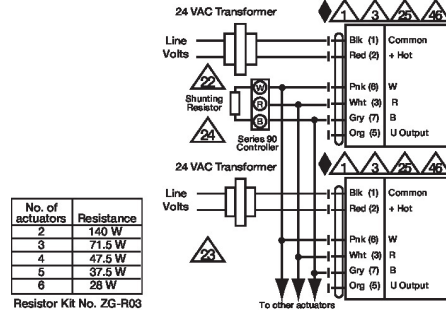 24 VAC Transformer
1 3 25 46
Line
Volts
Blk (1) Common
Red (2) + Hot
22
Shunting
Resistor
W
R
B
Pnk (6) W
Wht (3) R
Gry (7) B
Org (5) U Output
24
Series 90
Controller
24 VAC Transformer
1 3 25 46
Line
Volts
Blk (1) Common
Red (2) + Hot
23
Pnk (6) W
Wht (3) R
Gry (7) B
Org (5) U Output
To other actuators
No. of
actuators Resistance
2 140 W
3 71.5 W
4 47.5 W
5 37.5 W
6 28 W
Resistor Kit No. ZG-R03